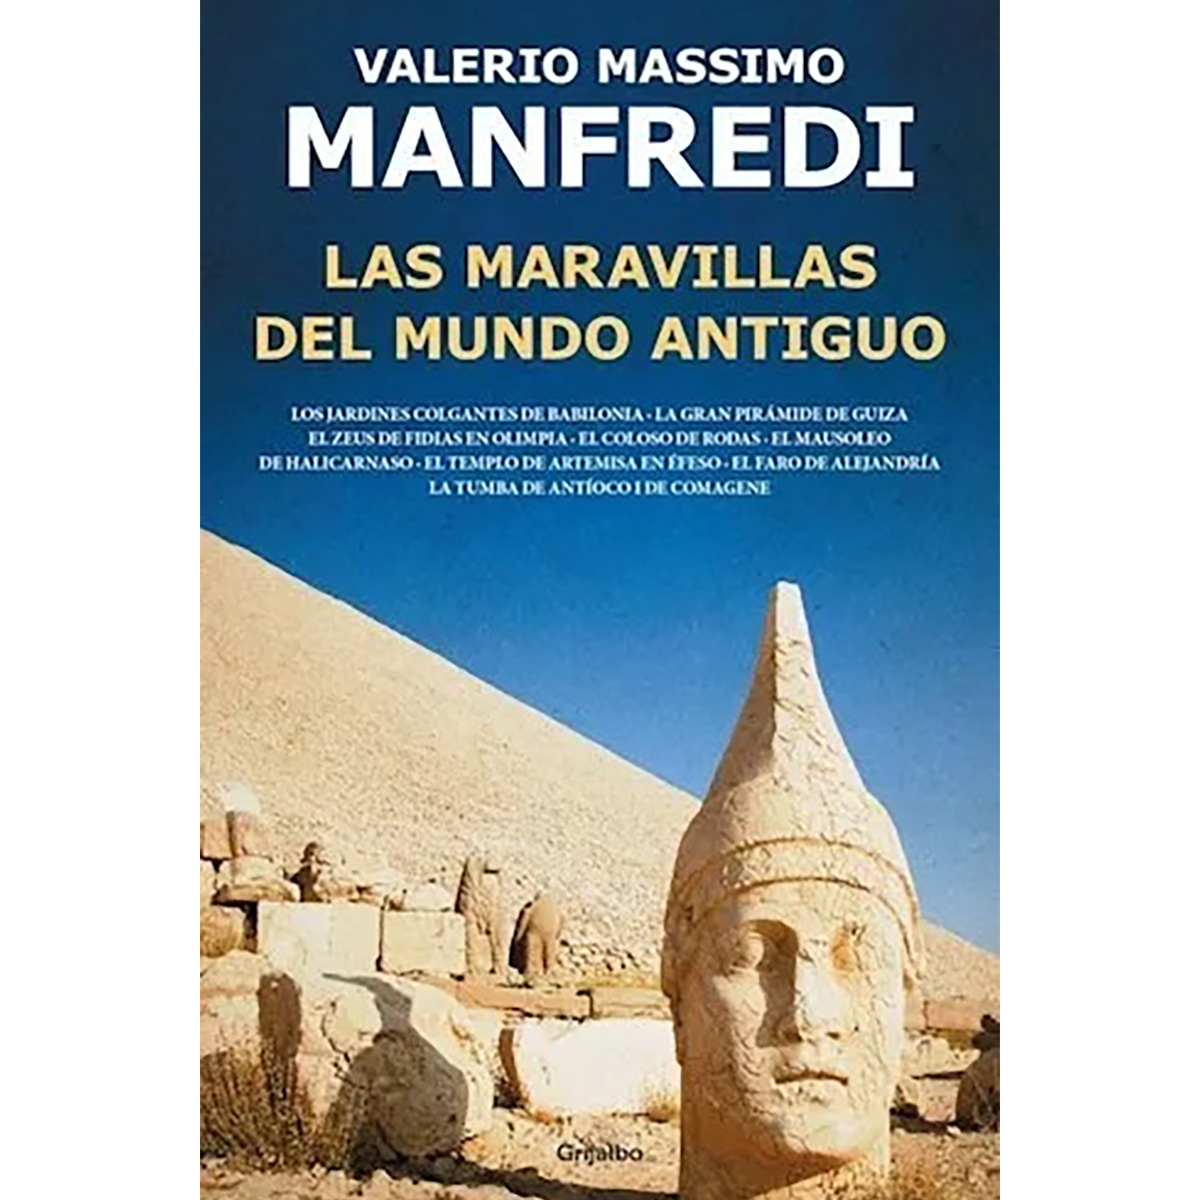 VALERIO MASSIMO
MANFREDI
LAS MARAVILLAS
DEL MUNDO ANTIGUO
LOS JARDINES COLGANTES DE BABILONIA · LA GRAN PIRÁMIDE DE GUIZA
EL ZEUS DE FIDIAS EN OLIMPIA · EL COLOSO DE RODAS · EL MAUSOLEO
DE HALICARNASO · EL TEMPLO DE ARTEMISA EN ÉFESO · EL FARO DE ALEJANDRÍA
LA TUMBA DE ANTÍOCO I DE COMAGENE
Grijalbo